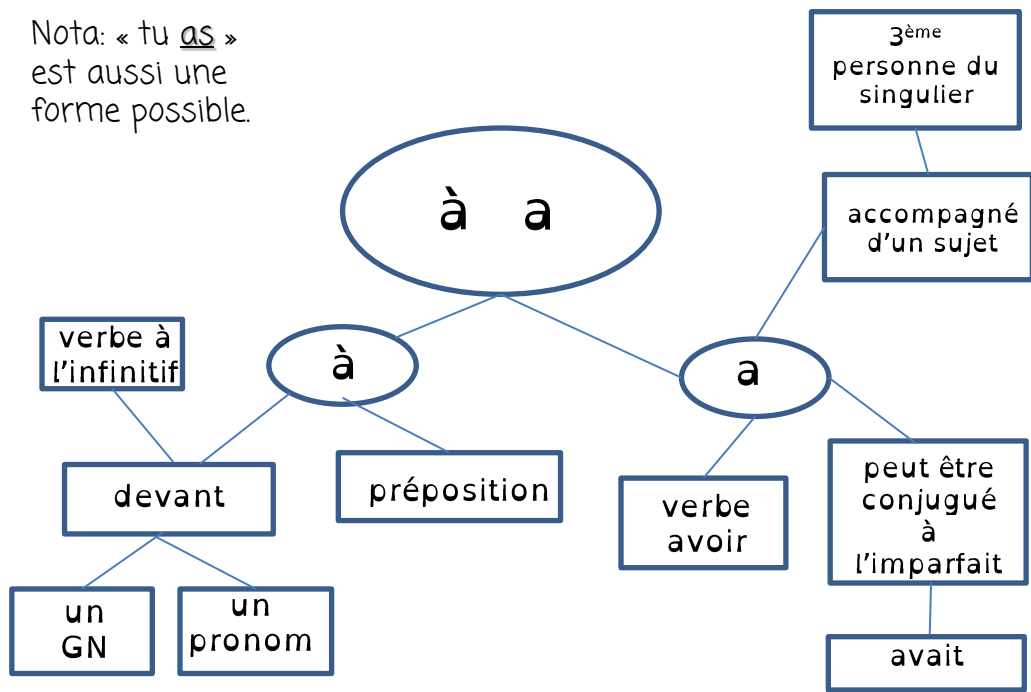 Nota: « tu as »
est aussi une
forme possible.
3ème
personne du
singulier
accompagné
d’un sujet
à a
verbe à
l’infinitif
à
a
devant
préposition
verbe
avoir
peut être
conjugué
à
l’imparfait
un
GN
un
pronom
avait